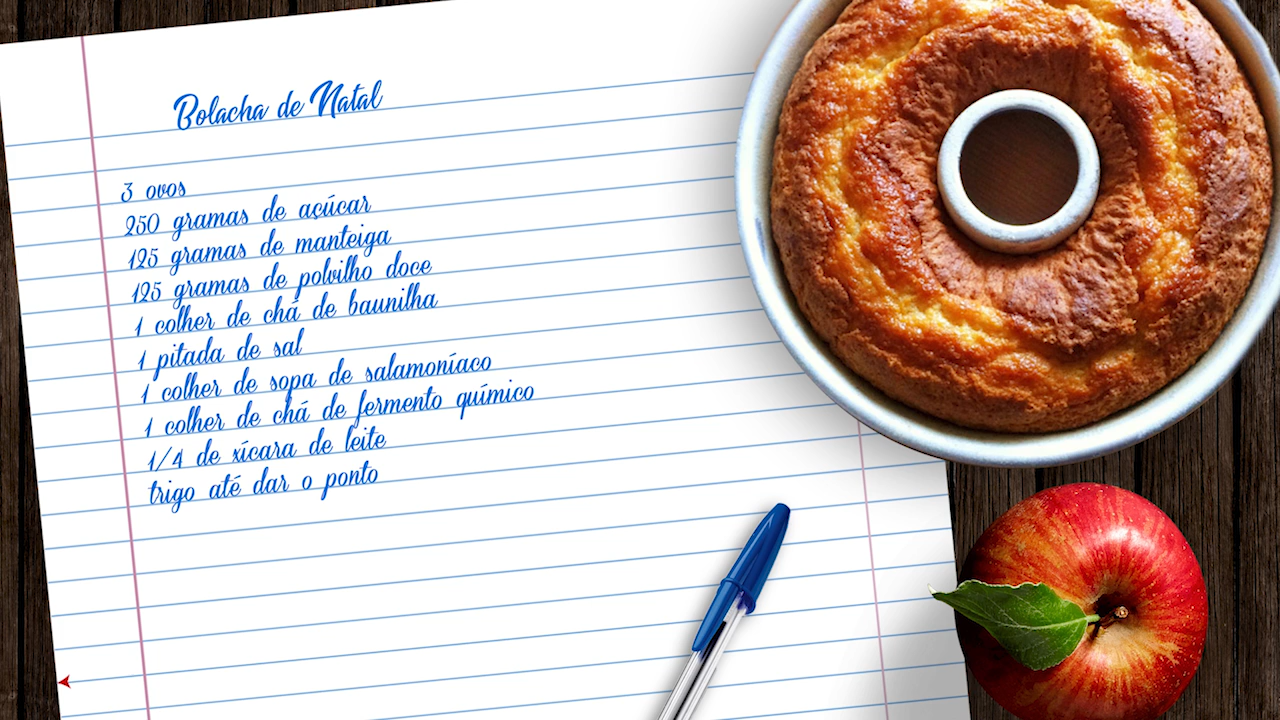 Bolacha de Natal
3 ovos
250 gramas de açúcar
125 gramas de manteiga
125 gramas de polvilho doce
1 colher de chá de baunilha
1 pitada de sal
1 colher de sopa de salamoníaco
1 colher de chá de fermento químico
1/4 de xícara de leite
trigo até dar o ponto